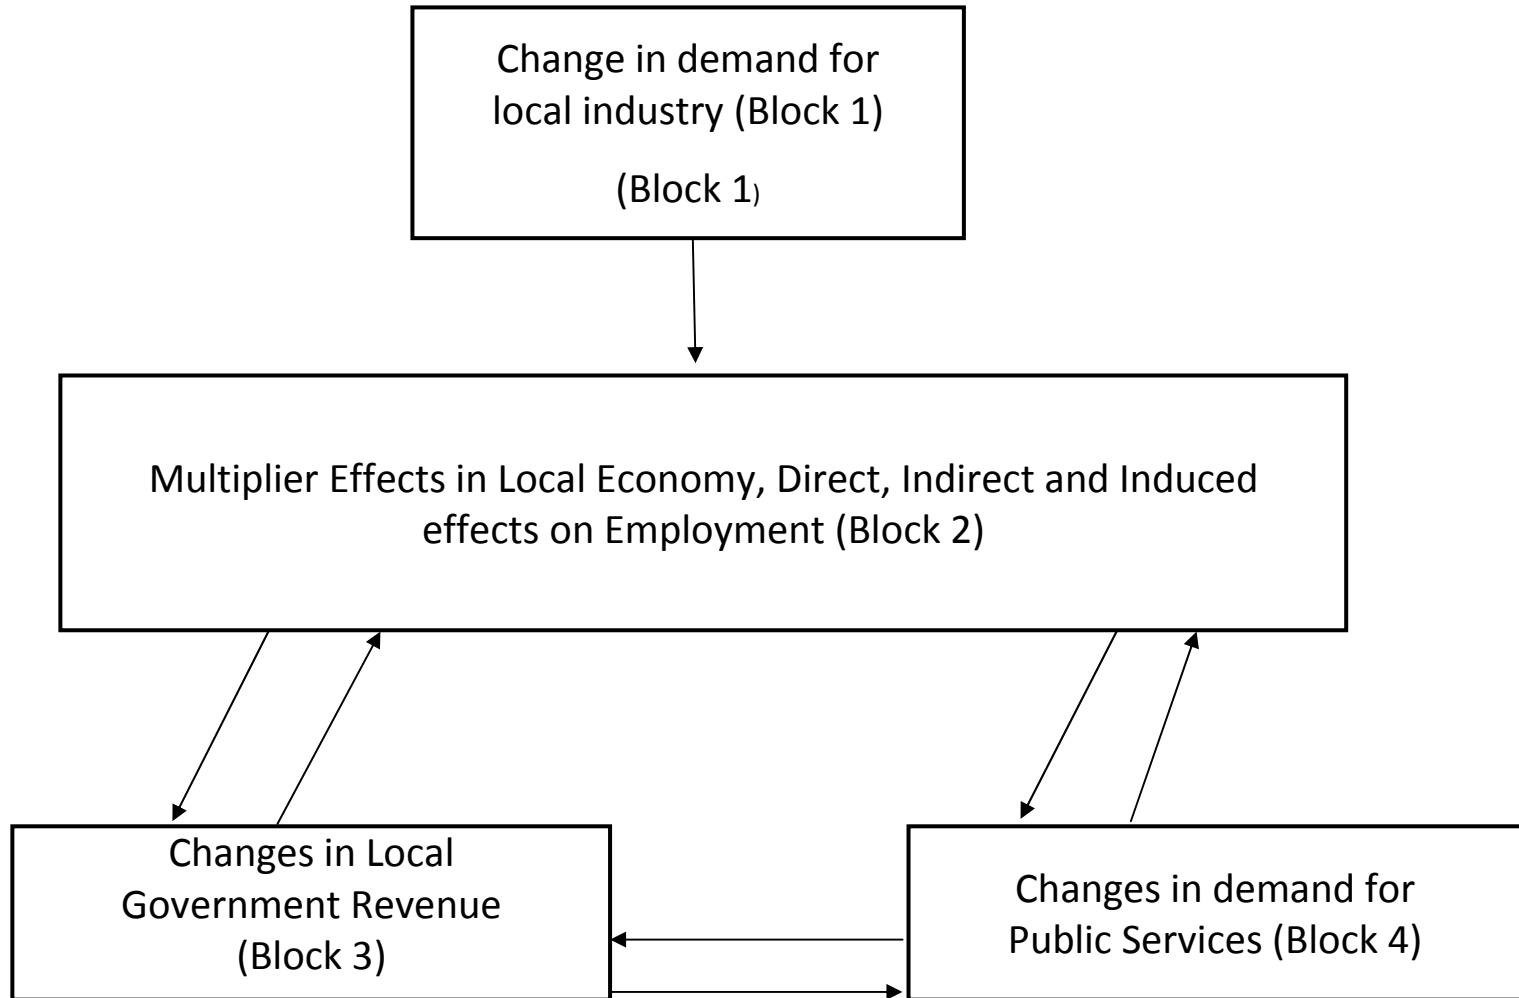 Change in demand for
local industry (Block 1)
(Block 1)
Multiplier Effects in Local Economy, Direct, Indirect and Induced
effects on Employment (Block 2)
Changes in Local
Government Revenue
(Block 3)
Changes in demand for
Public Services (Block 4)